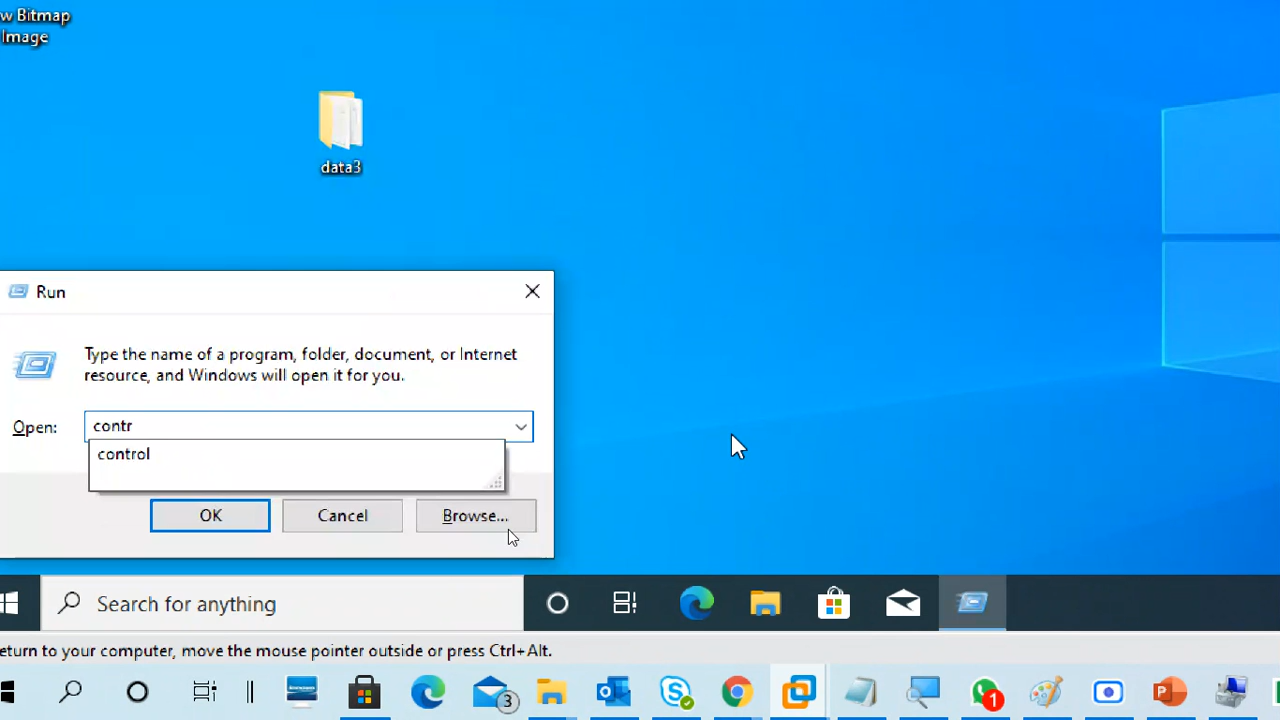 w Bitmap
Image
data3
Run
Type the name of a program, folder, document, or Internet
resource, and Windows will open it for you.
Open:
contr
control
OK
Cancel
Browse...
Search for anything
eturn to your computer, move the mouse pointer outside or press Ctrl+Alt.
3
1